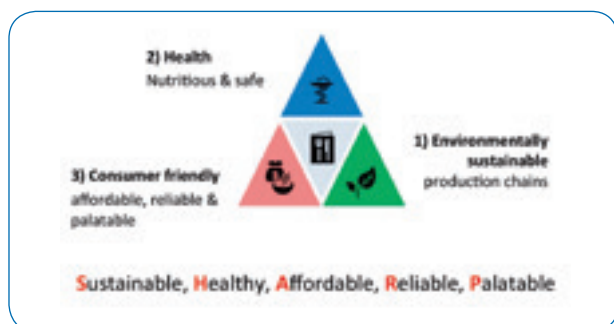 2) Health
Nutritious & safe
1) Environmentally
sustainable
production chains
3) Consumer friendly
affordable, reliable &
palatable
Sustainable, Healthy, Affordable, Reliable, Palatable